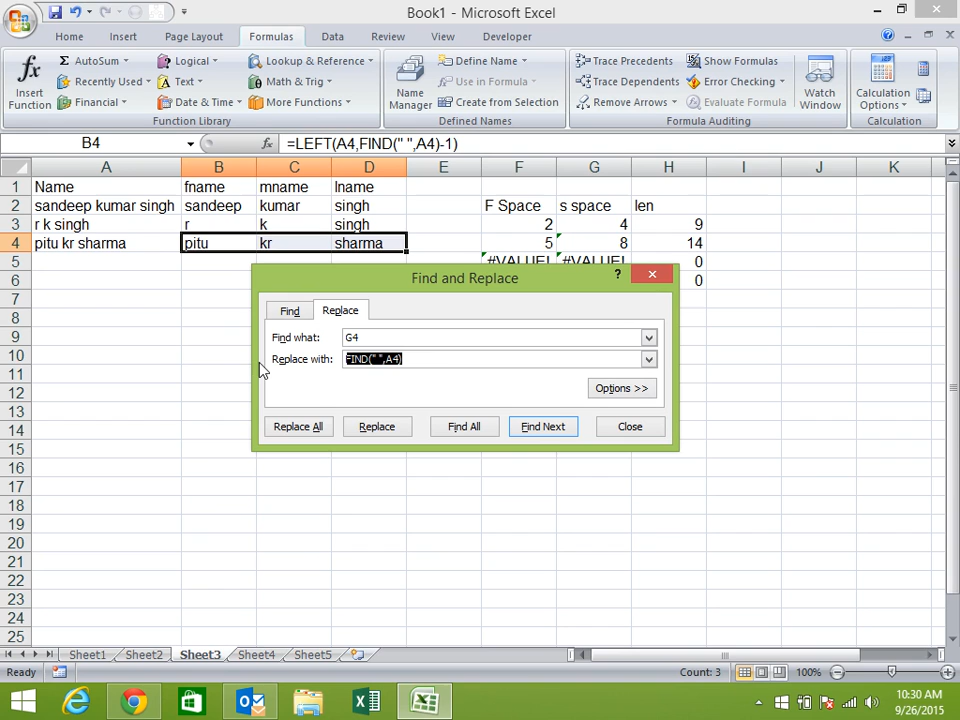 Book1 - Microsoft Excel
Home Insert Page Layout Formulas Data Review View Developer
fx Insert Function
Σ AutoSum Logical Lookup & Reference
Recently Used Text Math & Trig
Financial Date & Time More Functions
Function Library
Name Manager
Define Name
Use in Formula
Create from Selection
Defined Names
Trace Precedents Show Formulas
Trace Dependents Error Checking
Remove Arrows Evaluate Formula
Formula Auditing
Watch Window
Calculation Options
Calculation
B4 fx =LEFT(A4,FIND(" ",A4)-1)
A B C D E F G H I J K
1 Name fname mname lname
2 sandeep kumar singh sandeep kumar singh F Space s space len
3 r k singh r k singh 2 4 9
4 pitu kr sharma pitu kr sharma 5 8 14
5 #VALUE! #VALUE! 0
6 0
7
8
9
10
11
12
13
14
15
16
17
18
19
20
21
22
23
24
25
Find and Replace
?
Find Replace
Find what: G4
Replace with: FIND(" ",A4)
Options >>
Replace All Replace Find All Find Next Close
Sheet1 Sheet2 Sheet3 Sheet4 Sheet5
Ready Count: 3 100%
10:30 AM
9/26/2015